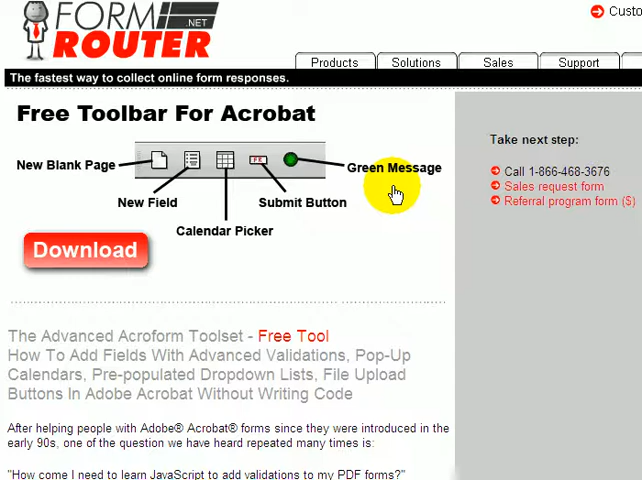 FORM
.NET
ROUTER
Custo
Products
Solutions
Sales
Support
The fastest way to collect online form responses.
Free Toolbar For Acrobat
New Blank Page
Green Message
New Field
Submit Button
Calendar Picker
Download
Take next step:
Call 1-866-468-3676
Sales request form
Referral program form ($)
The Advanced Acroform Toolset - Free Tool
How To Add Fields With Advanced Validations, Pop-Up
Calendars, Pre-populated Dropdown Lists, File Upload
Buttons In Adobe Acrobat Without Writing Code
After helping people with Adobe® Acrobat® forms since they were introduced in the
early 90s, one of the question we have heard repeated many times is:
"How come I need to learn JavaScript to add validations to my PDF forms?"